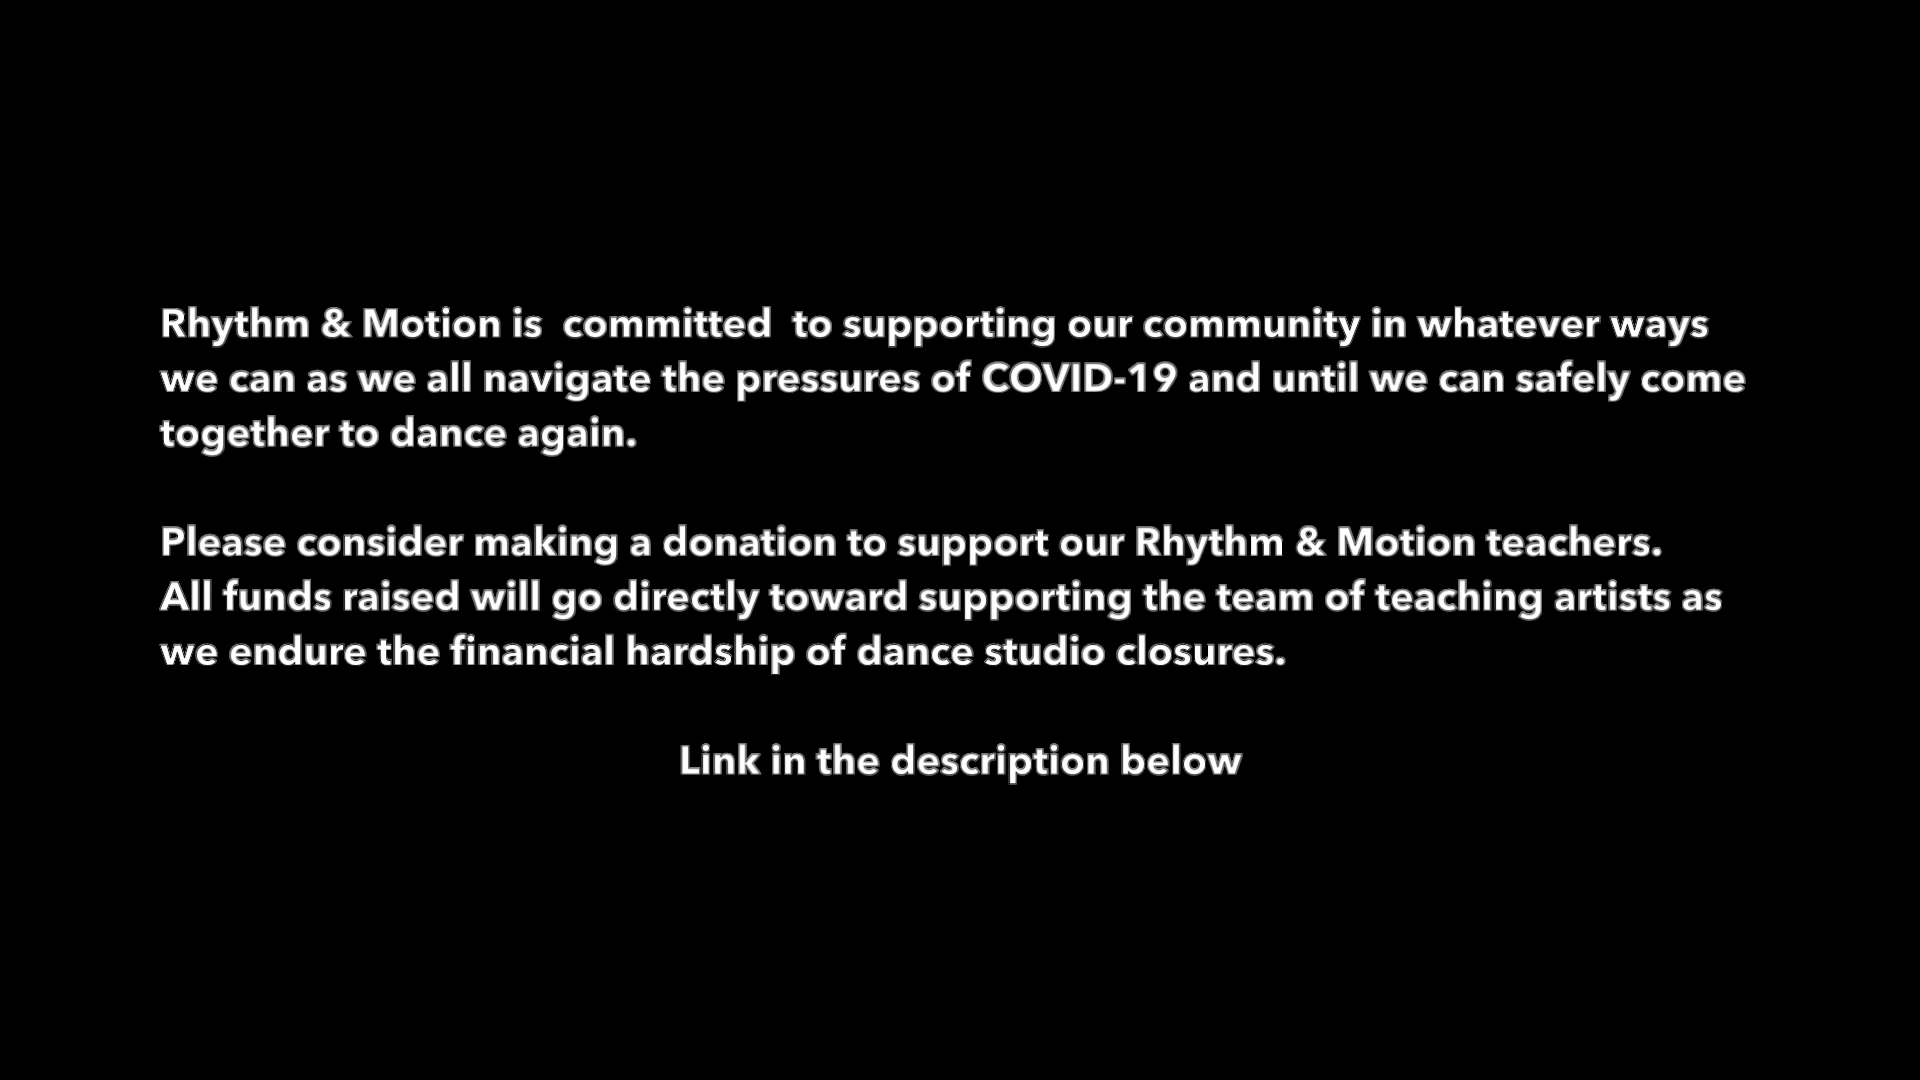 Rhythm & Motion is  committed  to supporting our community in whatever ways
we can as we all navigate the pressures of COVID-19 and until we can safely come
together to dance again.
Please consider making a donation to support our Rhythm & Motion teachers.
All funds raised will go directly toward supporting the team of teaching artists as
we endure the financial hardship of dance studio closures.
Link in the description below